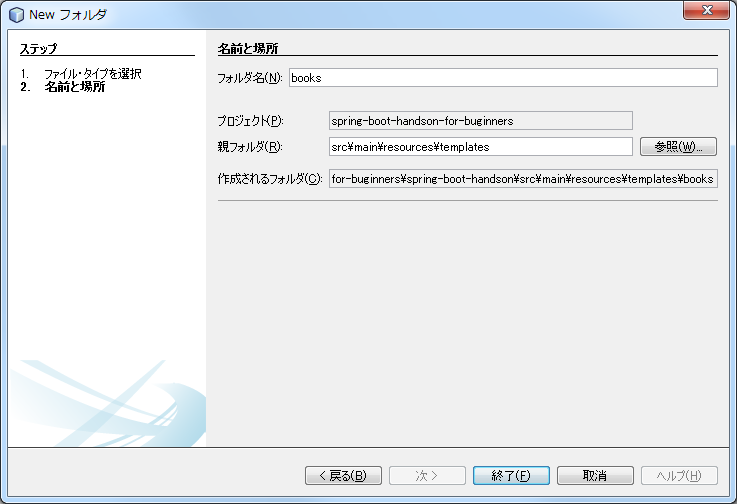 New フォルダ
ステップ
1. ファイル・タイプを選択
2. 名前と場所
名前と場所
フォルダ名(N): books
プロジェクト(P): spring-boot-handson-for-buginners
親フォルダ(R): src¥main¥resources¥templates 参照(W)...
作成されるフォルダ(C): for-buginners¥spring-boot-handson¥src¥main¥resources¥templates¥books
< 戻る(B) 次 > 終了(F) 取消 ヘルプ(H)